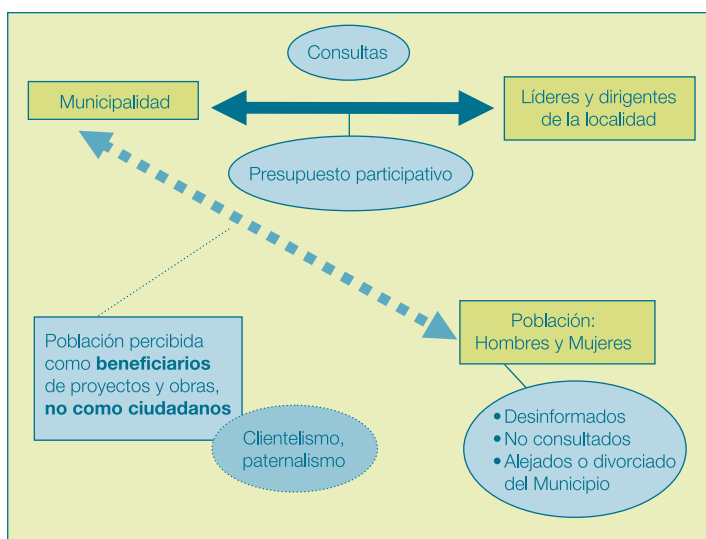 Consultas
Municipalidad
Líderes y dirigentes
de la localidad
Presupuesto participativo
Población percibida
como beneficiarios
de proyectos y obras,
no como ciudadanos
Clientelismo,
paternalismo
Población:
Hombres y Mujeres
• Desinformados
• No consultados
• Alejados o divorciado
del Municipio